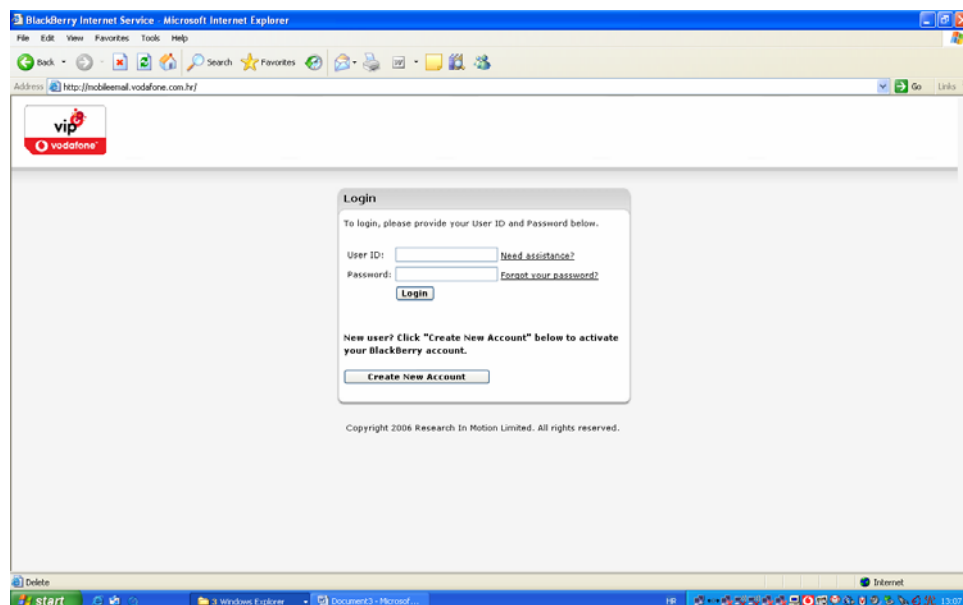 BlackBerry Internet Service - Microsoft Internet Explorer
File Edit View Favorites Tools Help
Back Search Favorites
Address http://mobileemail.vodafone.com.hr/ Go Links
vip
vodafone
Login
To login, please provide your User ID and Password below.
User ID: Need assistance?
Password: Forgot your password?
Login
New user? Click "Create New Account" below to activate
your BlackBerry account.
Create New Account
Copyright 2006 Research In Motion Limited. All rights reserved.
Delete Internet
start 3 Windows Explorer Document3 - Microsof... HR 13:07